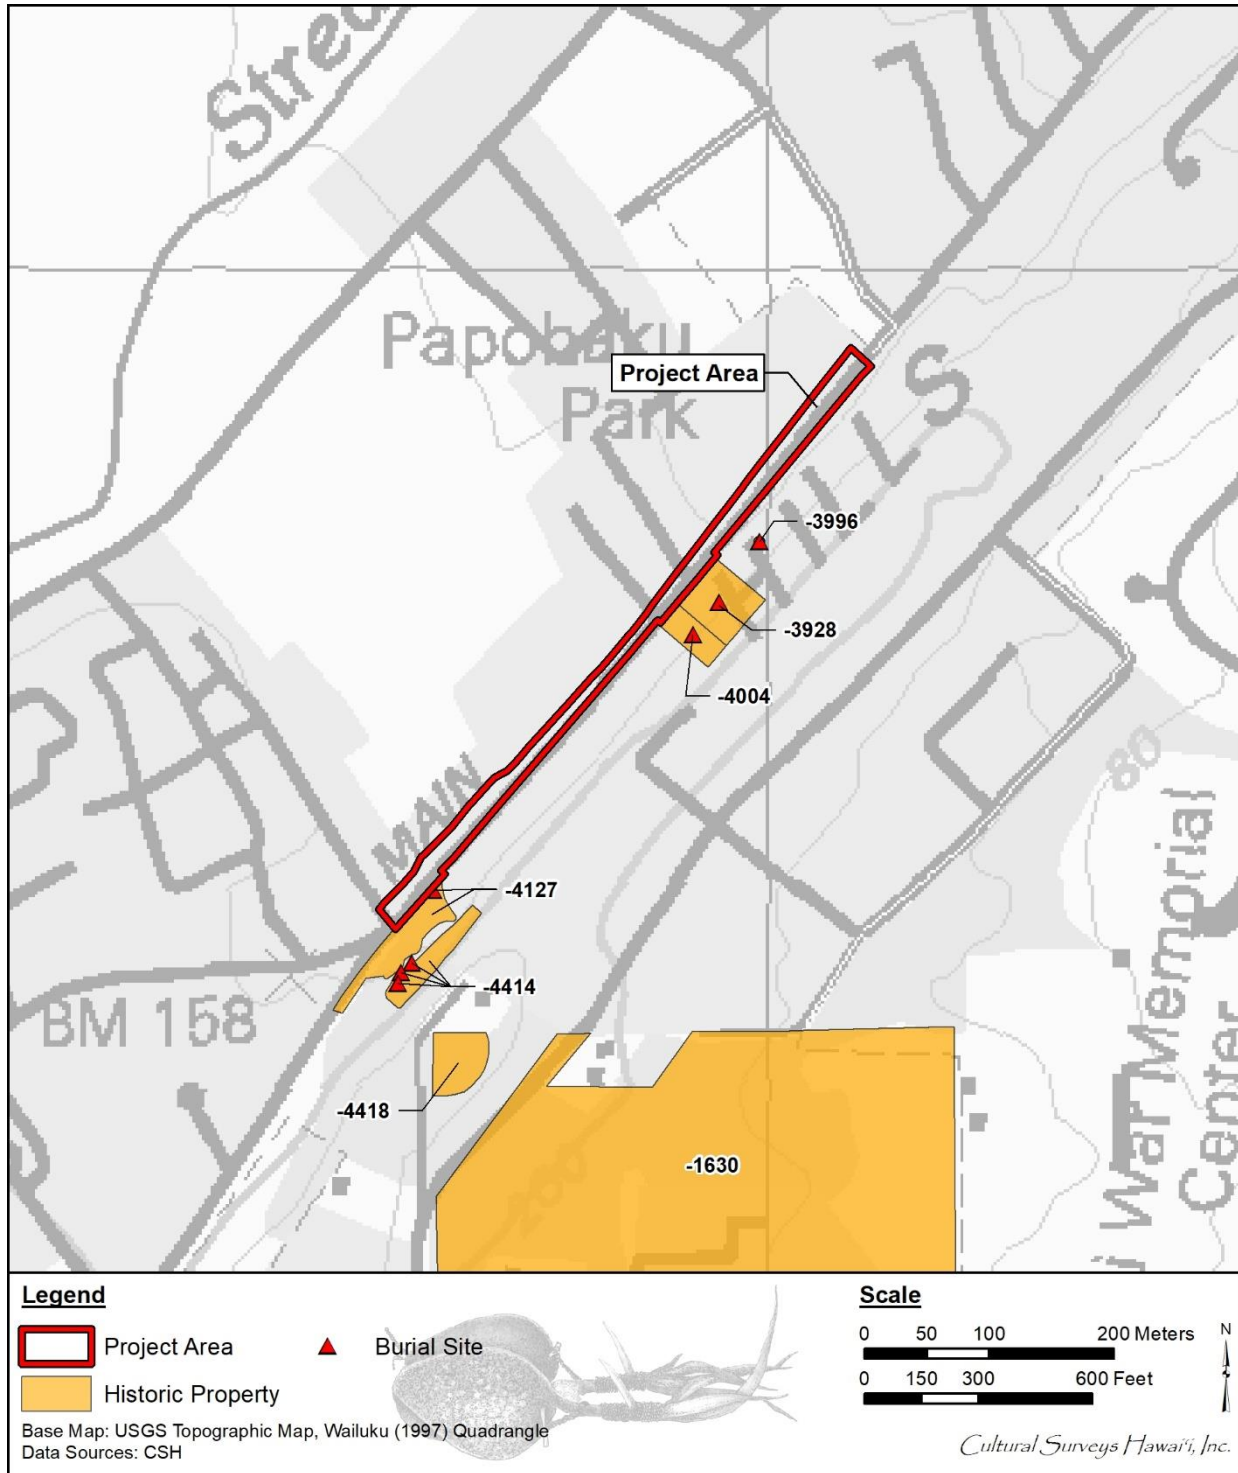 Strea
Papohaku
Park
Project Area
HILLS
-3996
-3928
-4004
MAIN
80
-4127
-4414
BM 158
-4418
200
-1630
War Memorial
Center
Legend
Project Area
Burial Site
Historic Property
Base Map: USGS Topographic Map, Wailuku (1997) Quadrangle
Data Sources: CSH
Scale
0 50 100 200 Meters
0 150 300 600 Feet
N
Cultural Surveys Hawai'i, Inc.